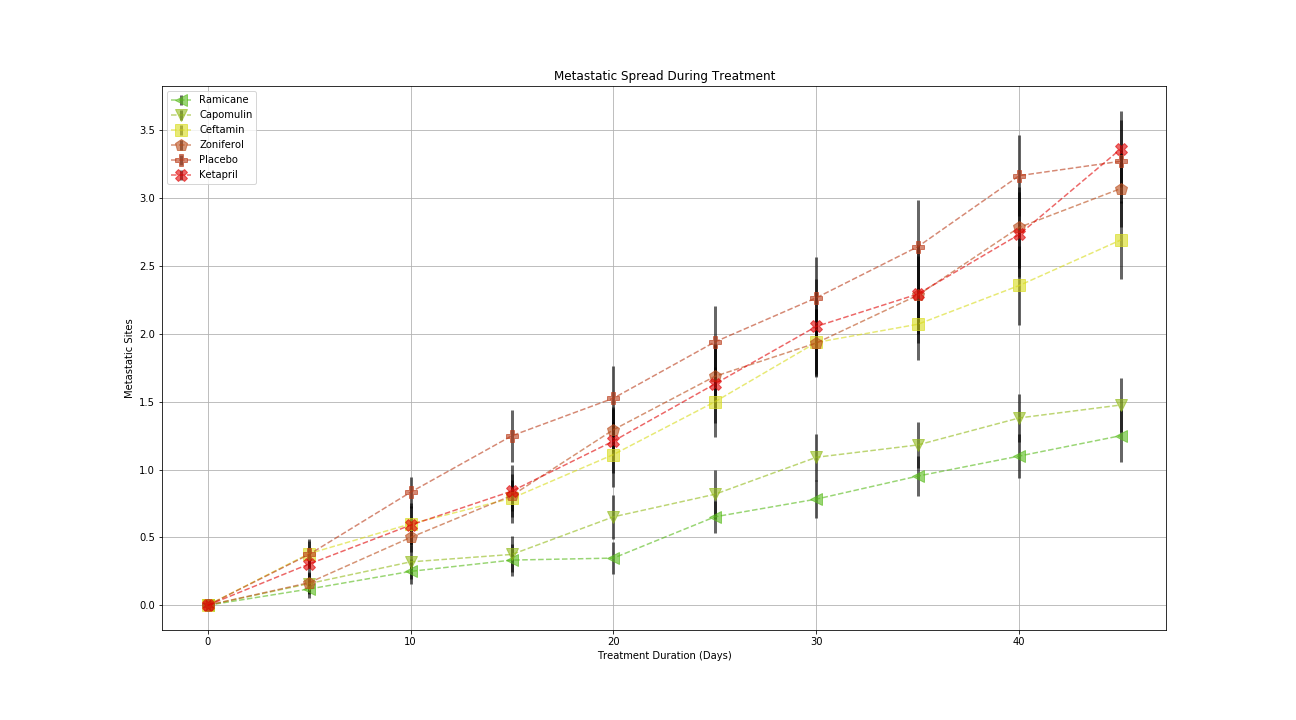 Metastatic Spread During Treatment
Ramicane
Capomulin
Ceftamin
Zoniferol
Placebo
Ketapril
3.5
3.0
2.5
2.0
1.5
1.0
0.5
0.0
Metastatic Sites
0 10 20 30 40
Treatment Duration (Days)